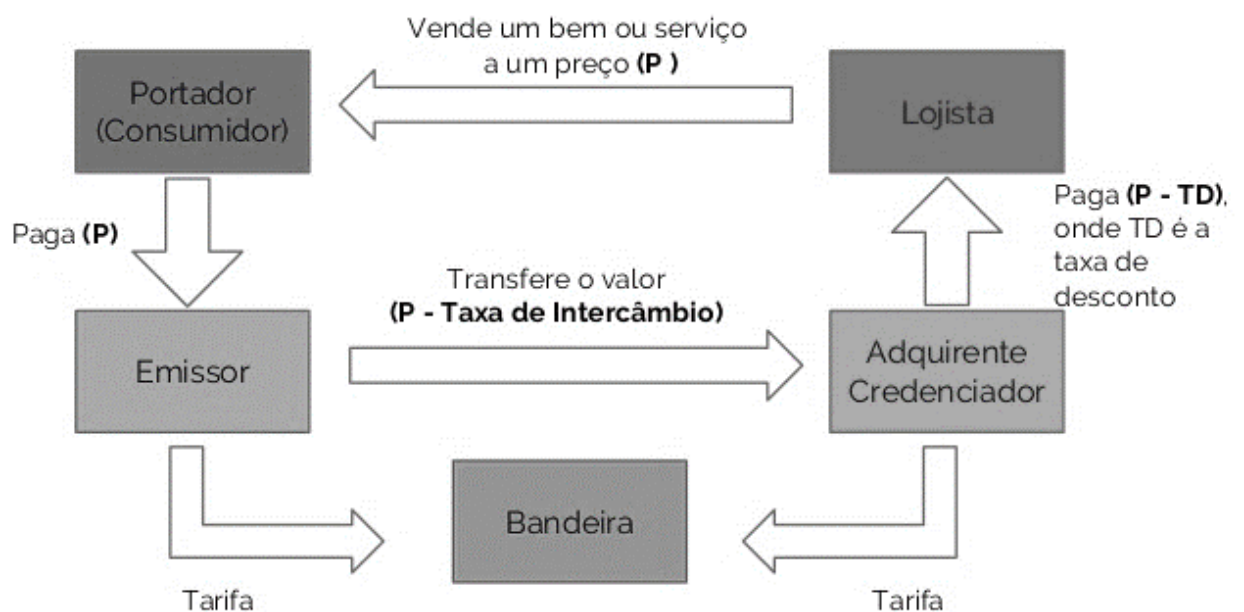 Vende um bem ou serviço
a um preço (P )
Portador
(Consumidor)
Lojista
Paga (P)
Paga (P - TD),
onde TD é a
taxa de
desconto
Transfere o valor
(P - Taxa de Intercâmbio)
Emissor
Adquirente
Credenciador
Bandeira
Tarifa
Tarifa